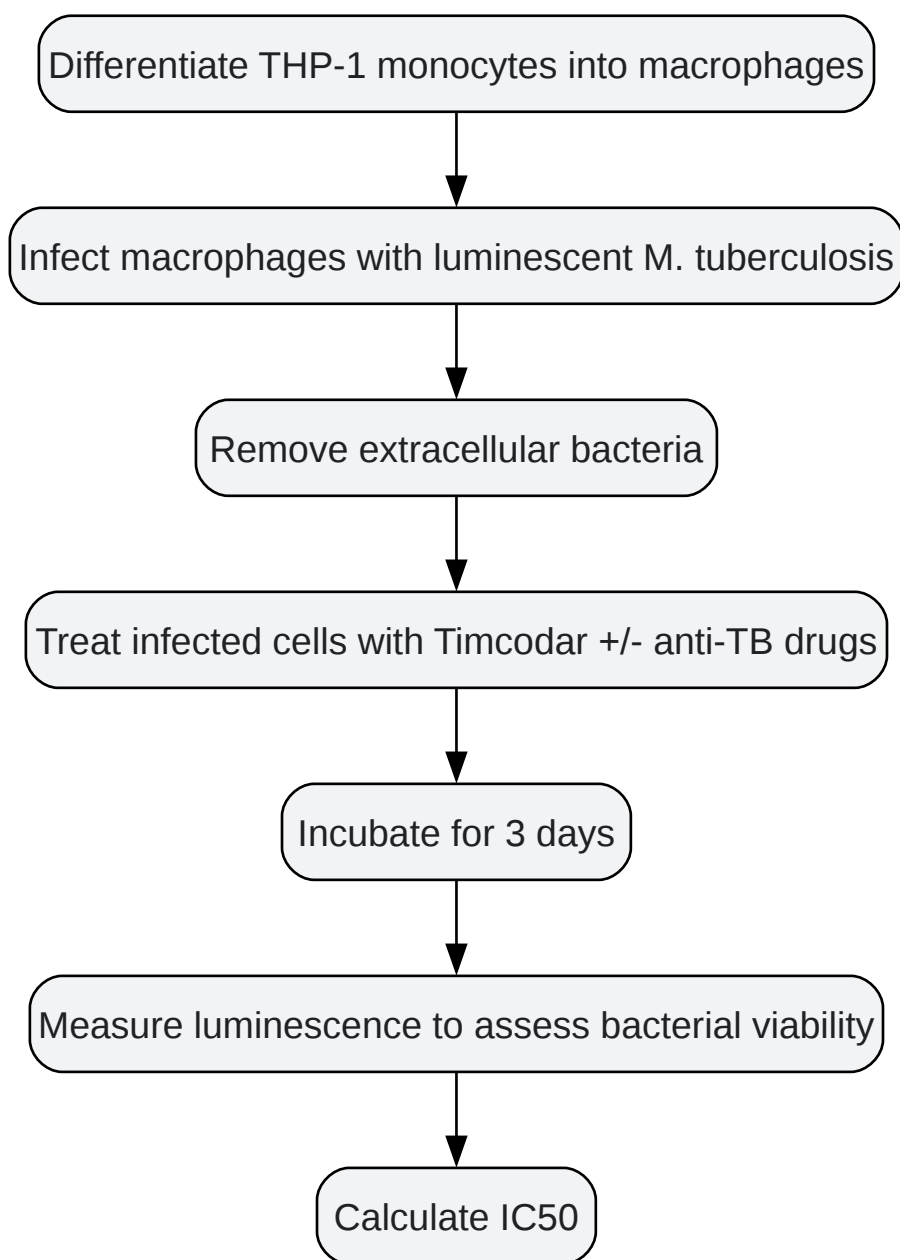 Differentiate THP-1 monocytes into macrophages
Infect macrophages with luminescent M. tuberculosis
Remove extracellular bacteria
Treat infected cells with Timcodar +/- anti-TB drugs
Incubate for 3 days
Measure luminescence to assess bacterial viability
Calculate IC50